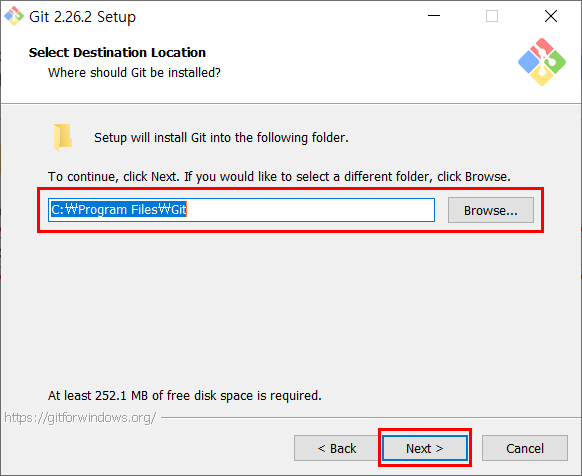 Git 2.26.2 Setup
Select Destination Location
Where should Git be installed?
Setup will install Git into the following folder.
To continue, click Next. If you would like to select a different folder, click Browse.
C:₩Program Files₩Git
Browse...
At least 252.1 MB of free disk space is required.
https://gitforwindows.org/
< Back
Next >
Cancel